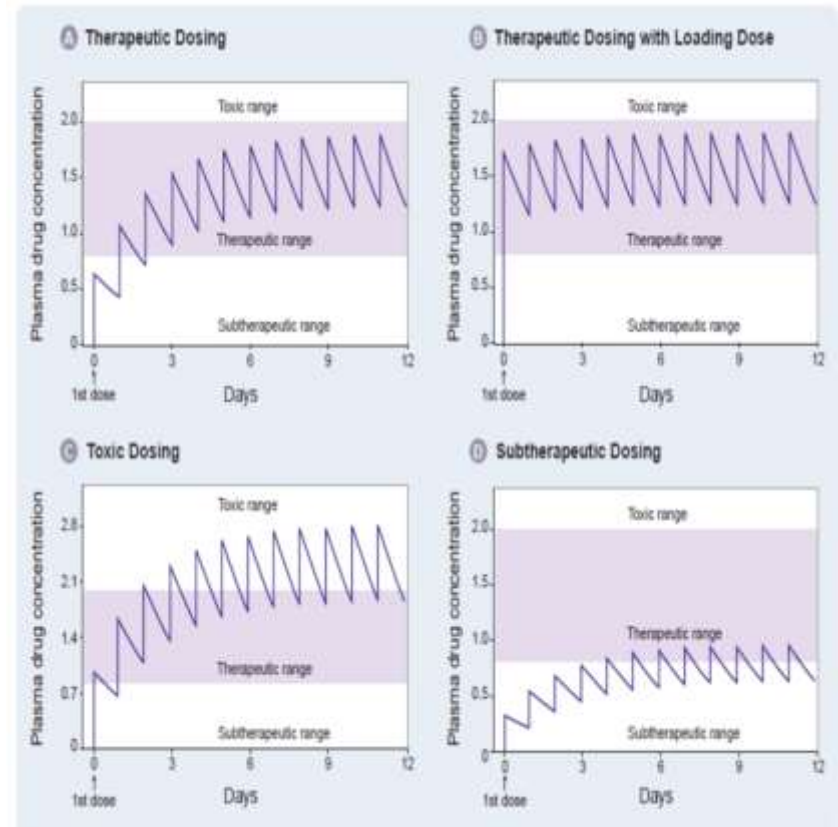 A Therapeutic Dosing
Plasma drug concentration
Toxic range
2.0
1.5
1.0
Therapeutic range
0.5
Subtherapeutic range
0
0 3 6 9 12
1st dose
Days
B Therapeutic Dosing with Loading Dose
Plasma drug concentration
Toxic range
2.0
1.5
1.0
Therapeutic range
0.5
Subtherapeutic range
0
0 3 6 9 12
1st dose
Days
C Toxic Dosing
Plasma drug concentration
Toxic range
2.8
2.1
1.4
Therapeutic range
0.7
Subtherapeutic range
0
0 3 6 9 12
1st dose
Days
D Subtherapeutic Dosing
Plasma drug concentration
Toxic range
2.0
1.5
1.0
Therapeutic range
0.5
Subtherapeutic range
0
0 3 6 9 12
1st dose
Days